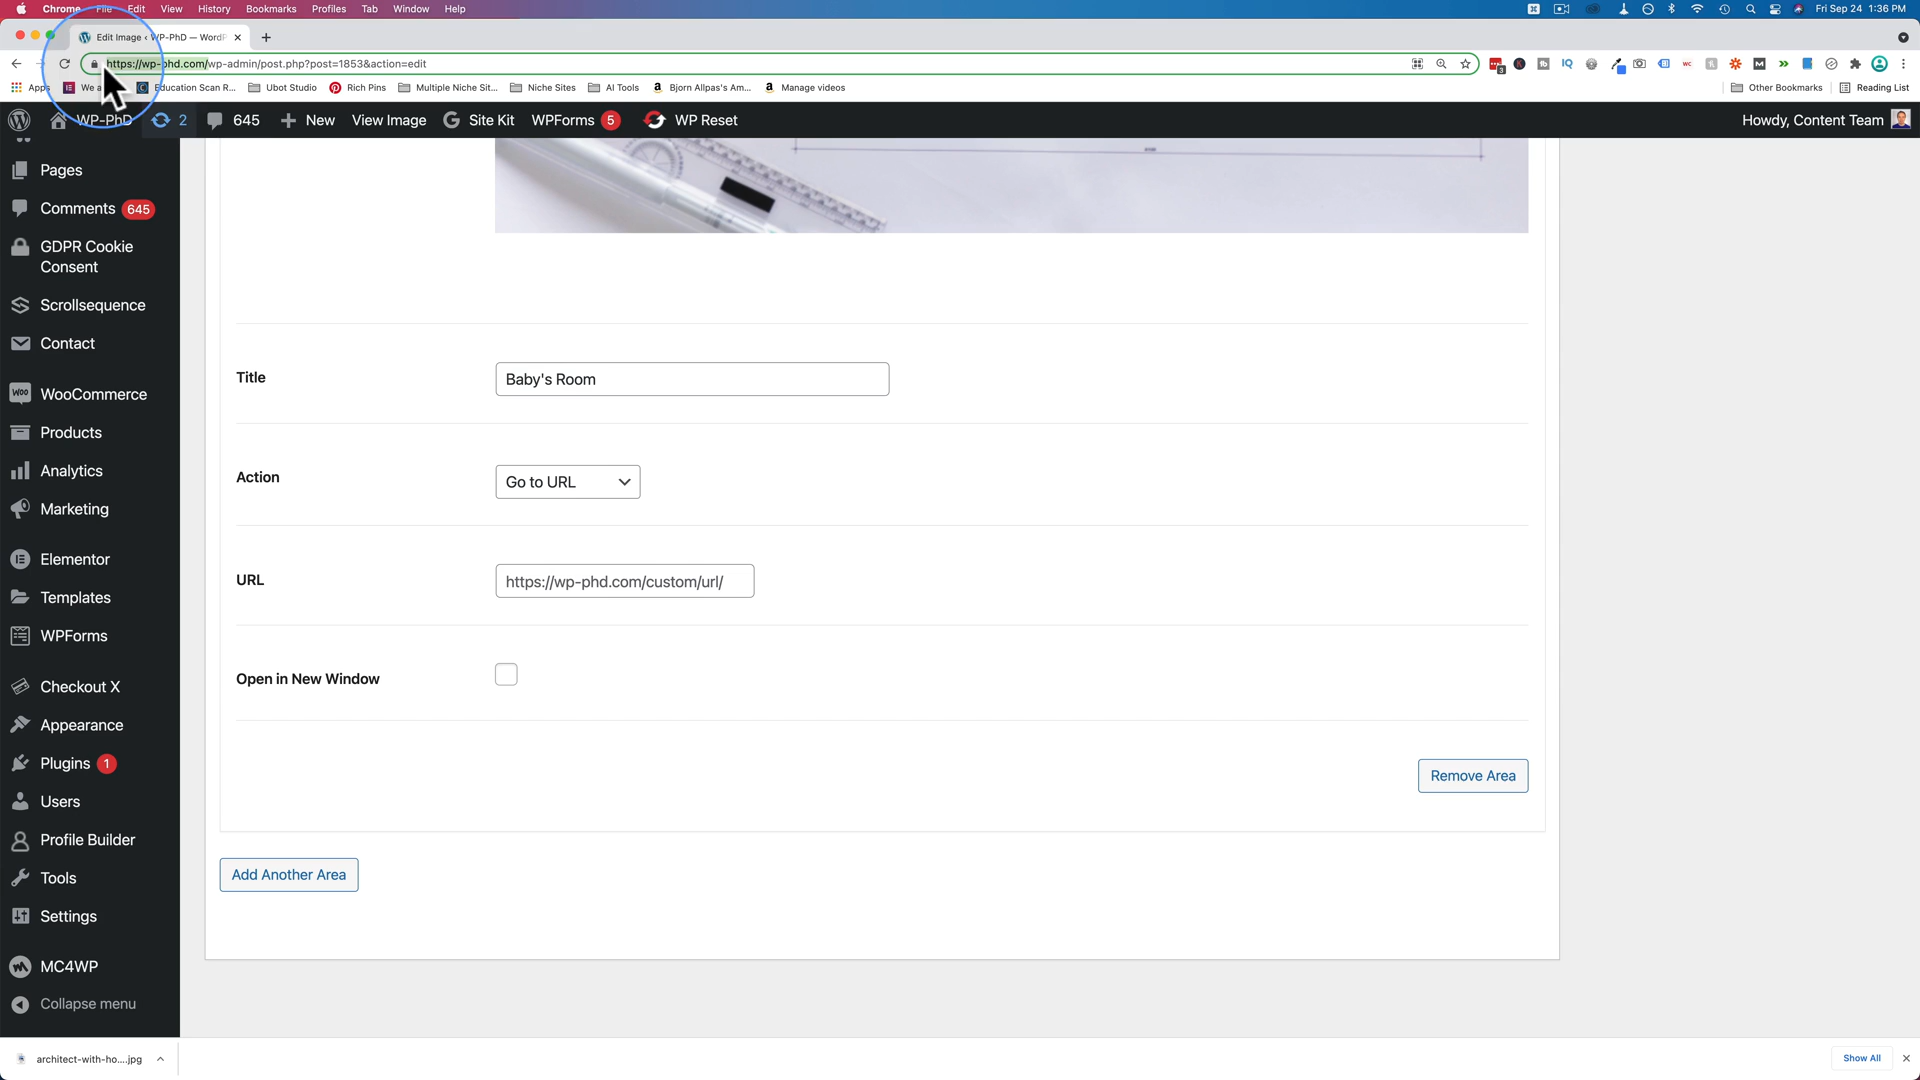 Chrome File Edit View History Bookmarks Profiles Tab Window Help
Fri Sep 24 1:36 PM
Edit Image ‹ WP-PhD — WordP
https://wp-phd.com/wp-admin/post.php?post=1853&action=edit
Apps We a Education Scan R... Ubot Studio Rich Pins Multiple Niche Sit... Niche Sites AI Tools Bjorn Allpas's Am... Manage videos Other Bookmarks Reading List
WP-PhD 2 645 New View Image Site Kit WPForms 5 WP Reset Howdy, Content Team
Pages
Comments 645
GDPR Cookie
Consent
Scrollsequence
Contact
WooCommerce
Products
Analytics
Marketing
Elementor
Templates
WPForms
Checkout X
Appearance
Plugins 1
Users
Profile Builder
Tools
Settings
MC4WP
Collapse menu
Title Baby's Room
Action Go to URL
URL https://wp-phd.com/custom/url/
Open in New Window
Remove Area
Add Another Area
architect-with-ho....jpg
Show All